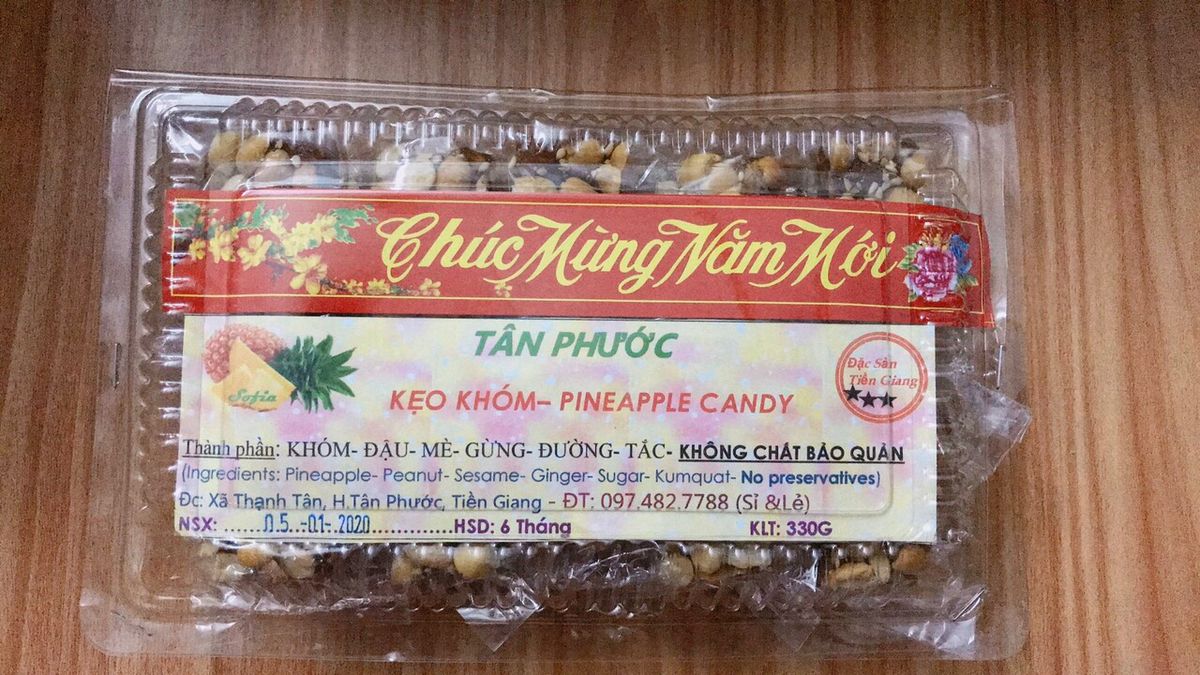 Chúc Mừng Năm Mới
TÂN PHƯỚC
Sofia
KẸO KHÓM– PINEAPPLE CANDY
Đặc Sản
Tiền Giang
Thành phần: KHÓM- ĐẬU- MÈ- GỪNG- ĐƯỜNG- TẮC- KHÔNG CHẤT BẢO QUẢN
(Ingredients: Pineapple- Peanut- Sesame- Ginger- Sugar- Kumquat- No preservatives)
Đc: Xã Thạnh Tân, H.Tân Phước, Tiền Giang - ĐT: 097.482.7788 (Sỉ &Lẻ)
NSX: ......05.-01-.2020.............HSD: 6 Tháng KLT: 330G